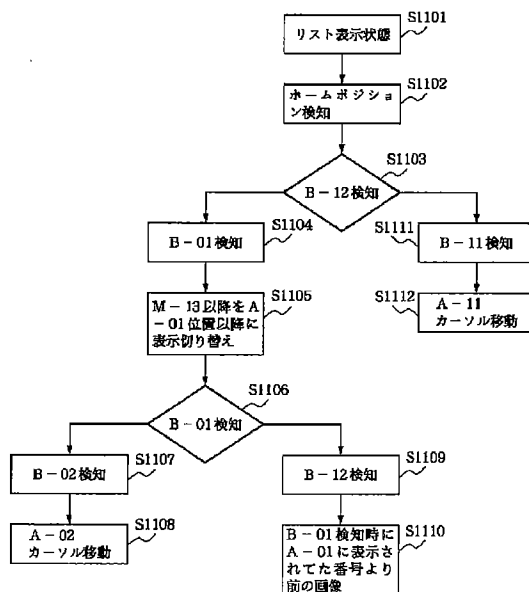 S1101
リスト表示状態
S1102
ホームポジシ
ョン検知
S1103
B－12検知
S1104
B－01検知
S1111
B－11検知
S1105
M－13以降をA
－01位置以降に
表示切り替え
S1112
A－11
カーソル移動
S1106
B－01検知
S1107
B－02検知
S1109
B－12検知
S1108
A－02
カーソル移動
S1110
B－01検知時に
A－01に表示さ
れてた番号より
前の画像